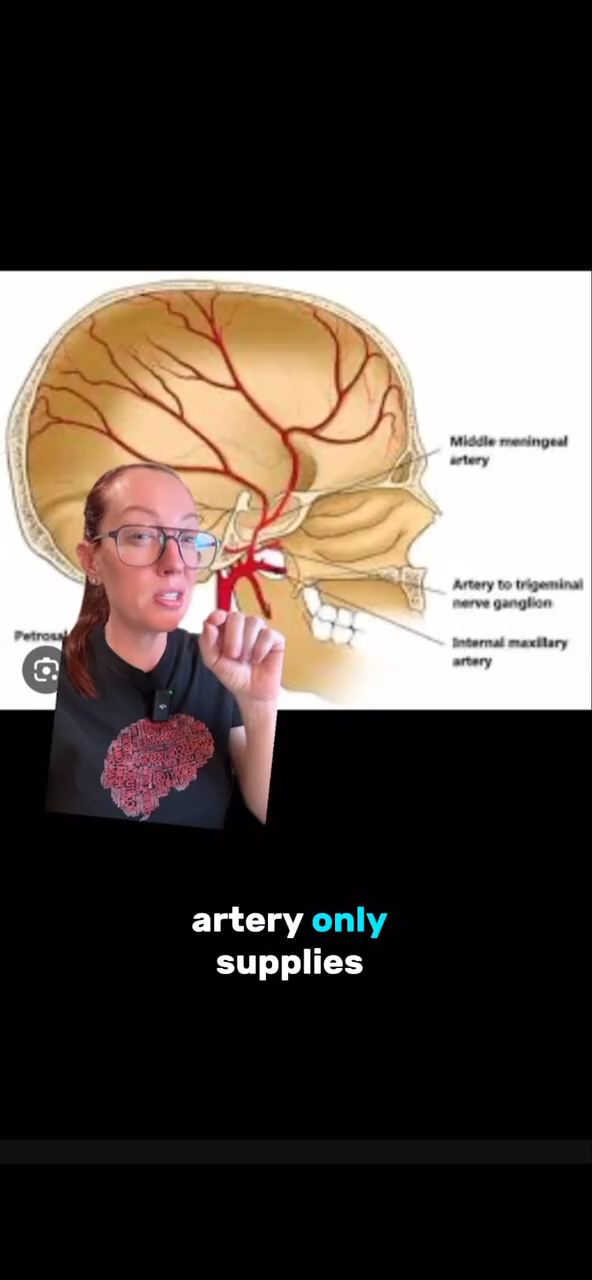 Middle meningeal
artery
Artery to trigeminal
nerve ganglion
Petrosal
Internal maxillary
artery
artery only
supplies